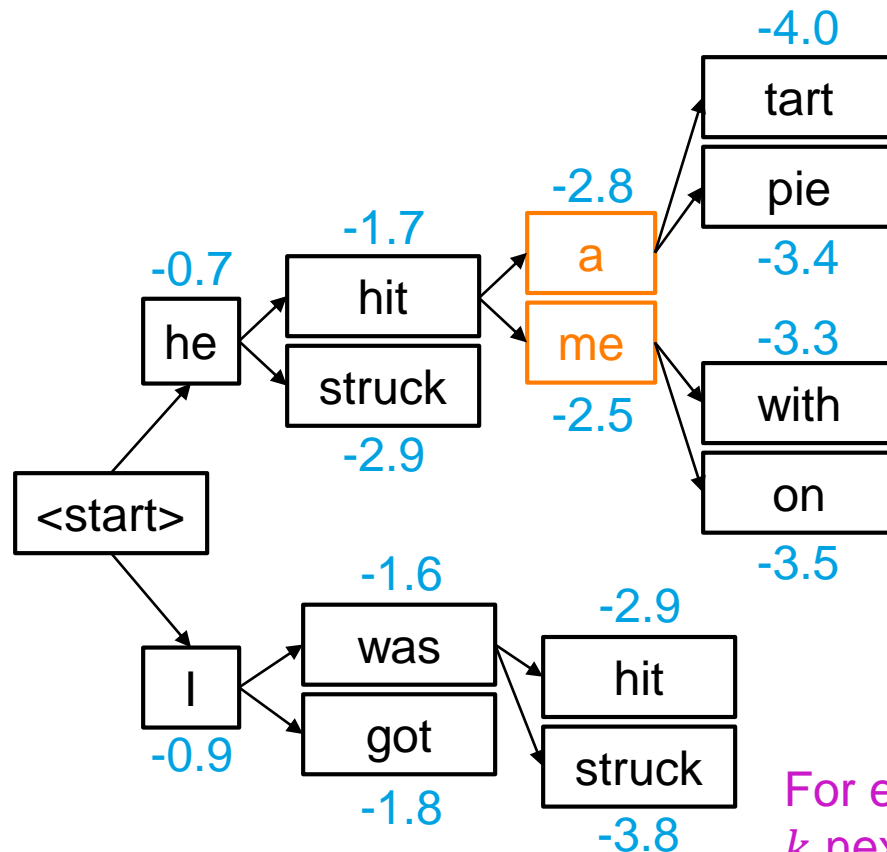 -4.0
tart
pie
-3.4
-2.8
a
me
-2.5
-1.7
hit
struck
-2.9
-0.7
he
-3.3
with
on
-3.5
<start>
-1.6
was
got
-1.8
-2.9
hit
struck
-3.8
I
-0.9
For e
k nex